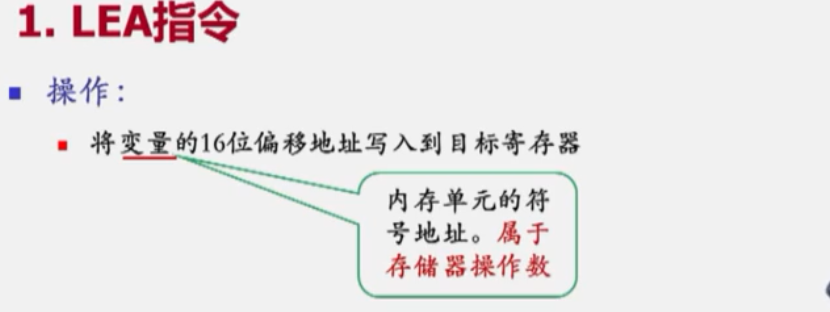 1. LEA指令
操作：
将变量的16位偏移地址写入到目标寄存器
内存单元的符
号地址。属于
存储器操作数